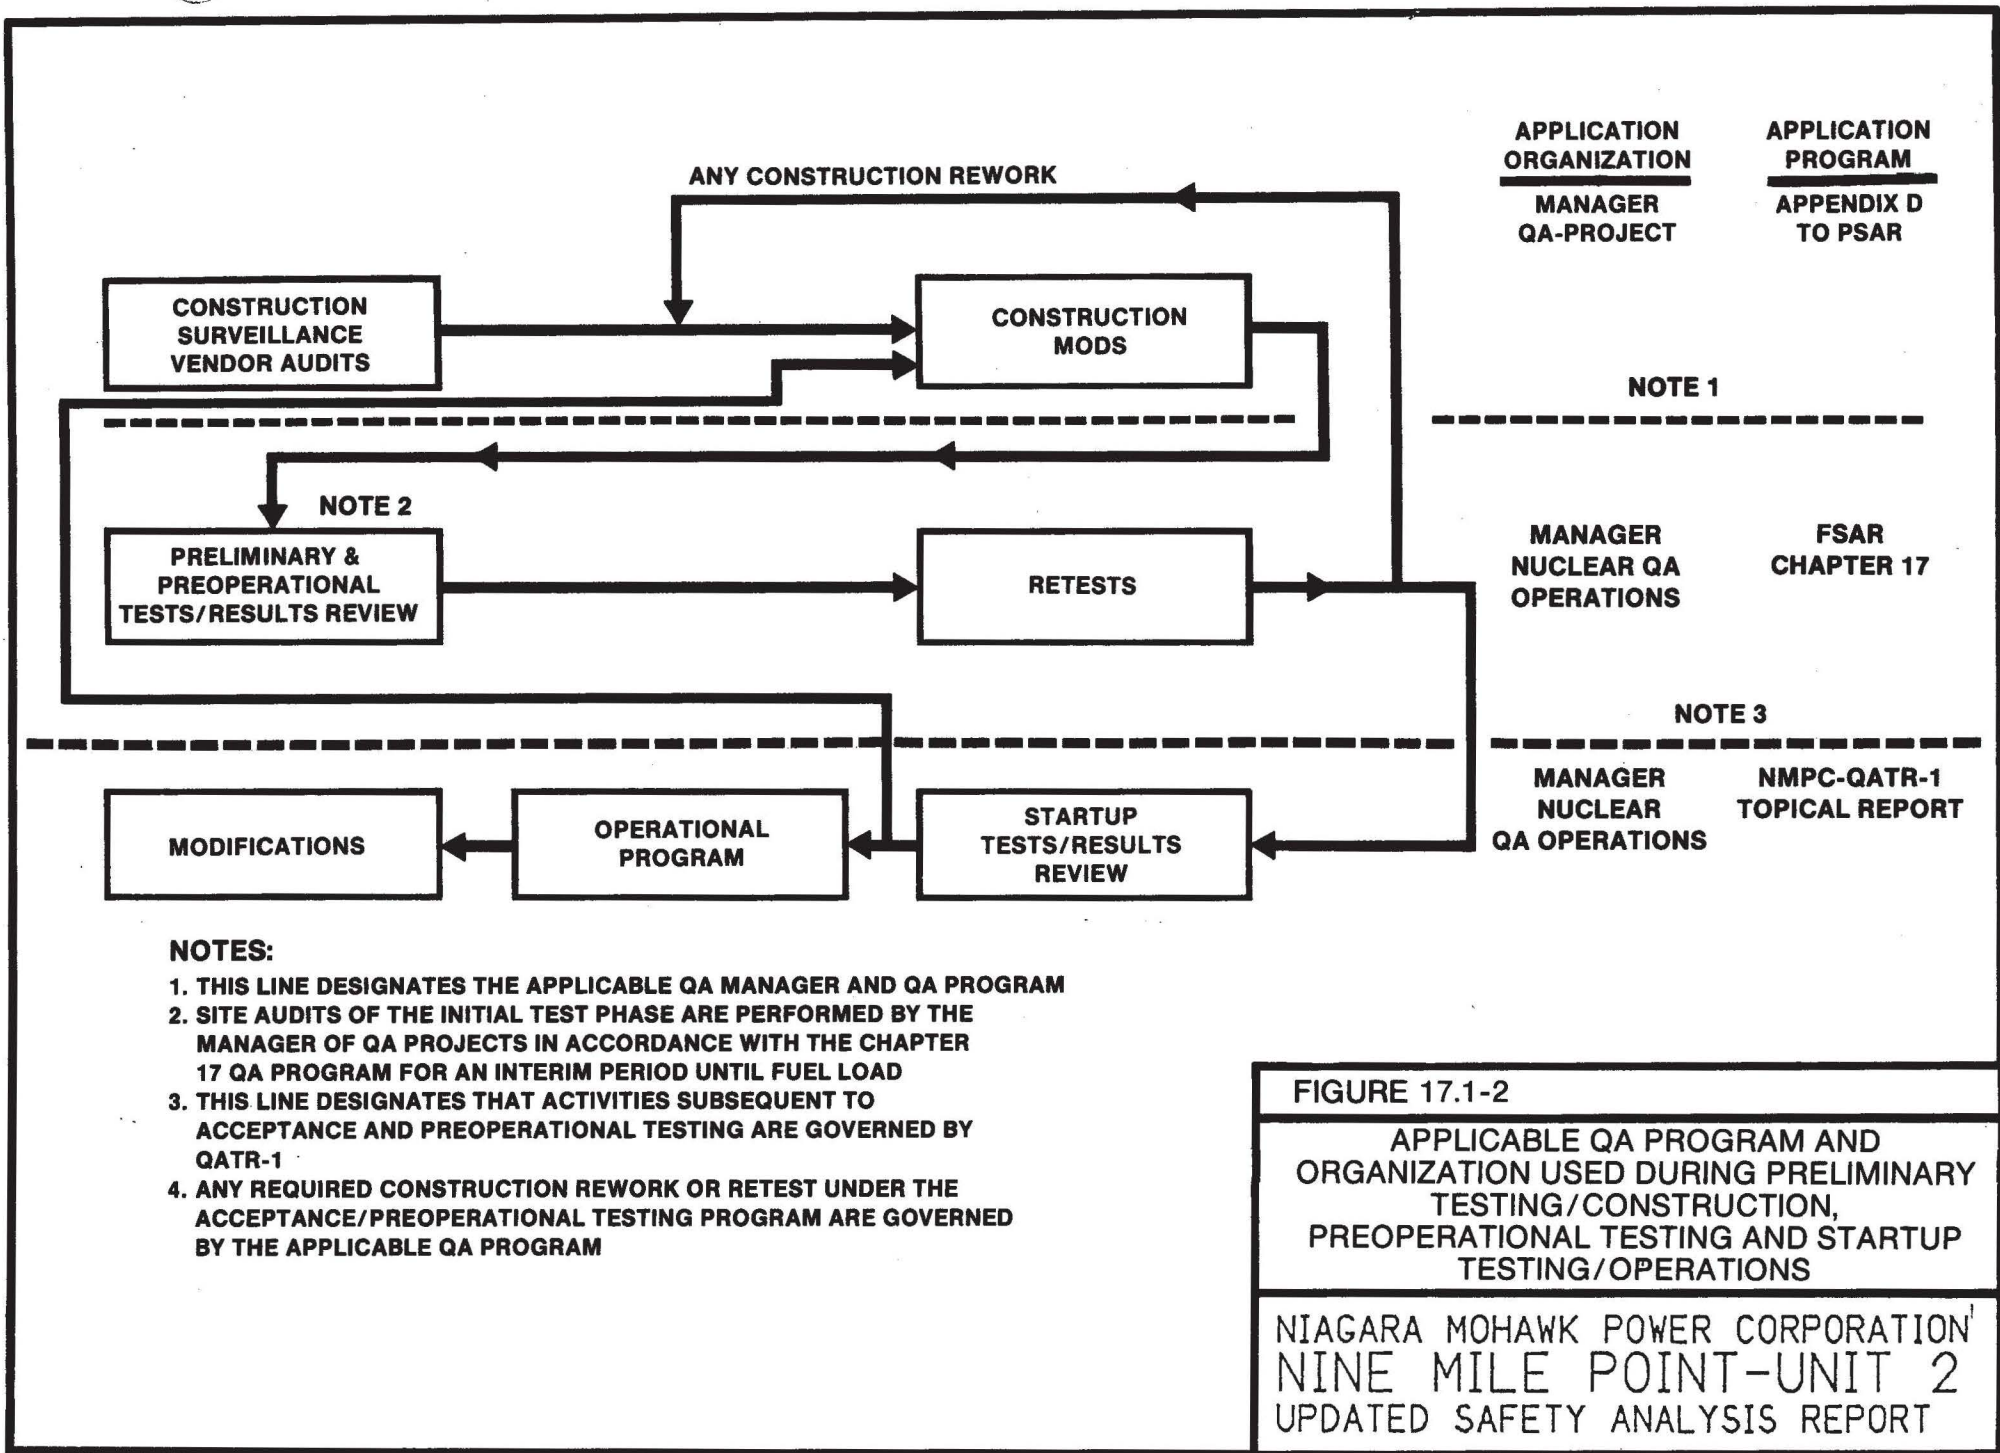 APPLICATION
ORGANIZATION
APPLICATION
PROGRAM
MANAGER
QA-PROJECT
APPENDIX D
TO PSAR
ANY CONSTRUCTION REWORK
CONSTRUCTION
SURVEILLANCE
VENDOR AUDITS
CONSTRUCTION
MODS
NOTE 1
NOTE 2
PRELIMINARY &
PREOPERATIONAL
TESTS/RESULTS REVIEW
RETESTS
MANAGER
NUCLEAR QA
OPERATIONS
FSAR
CHAPTER 17
NOTE 3
MODIFICATIONS
OPERATIONAL
PROGRAM
STARTUP
TESTS/RESULTS
REVIEW
MANAGER
NUCLEAR
QA OPERATIONS
NMPC-QATR-1
TOPICAL REPORT
NOTES:
1. THIS LINE DESIGNATES THE APPLICABLE QA MANAGER AND QA PROGRAM
2. SITE AUDITS OF THE INITIAL TEST PHASE ARE PERFORMED BY THE
MANAGER OF QA PROJECTS IN ACCORDANCE WITH THE CHAPTER
17 QA PROGRAM FOR AN INTERIM PERIOD UNTIL FUEL LOAD
3. THIS LINE DESIGNATES THAT ACTIVITIES SUBSEQUENT TO
ACCEPTANCE AND PREOPERATIONAL TESTING ARE GOVERNED BY
QATR-1
4. ANY REQUIRED CONSTRUCTION REWORK OR RETEST UNDER THE
ACCEPTANCE/PREOPERATIONAL TESTING PROGRAM ARE GOVERNED
BY THE APPLICABLE QA PROGRAM
FIGURE 17.1-2
APPLICABLE QA PROGRAM AND
ORGANIZATION USED DURING PRELIMINARY
TESTING/CONSTRUCTION,
PREOPERATIONAL TESTING AND STARTUP
TESTING/OPERATIONS
NIAGARA MOHAWK POWER CORPORATION
NINE MILE POINT-UNIT 2
UPDATED SAFETY ANALYSIS REPORT